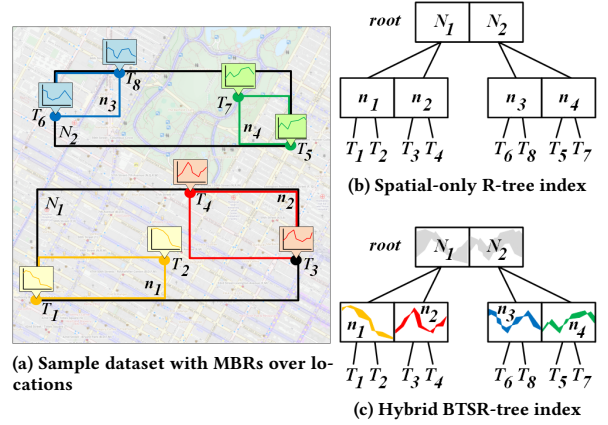 T8
n3
T6
N2
T7
n4
T5
N1
T4
n2
T2
n1
T3
T1
(a) Sample dataset with MBRs over lo-
cations
root N1 N2
n1 n2 n3 n4
T1 T2 T3 T4 T6 T8 T5 T7
(b) Spatial-only R-tree index
root N1 N2
n1 n2 n3 n4
T1 T2 T3 T4 T6 T8 T5 T7
(c) Hybrid BTSR-tree index